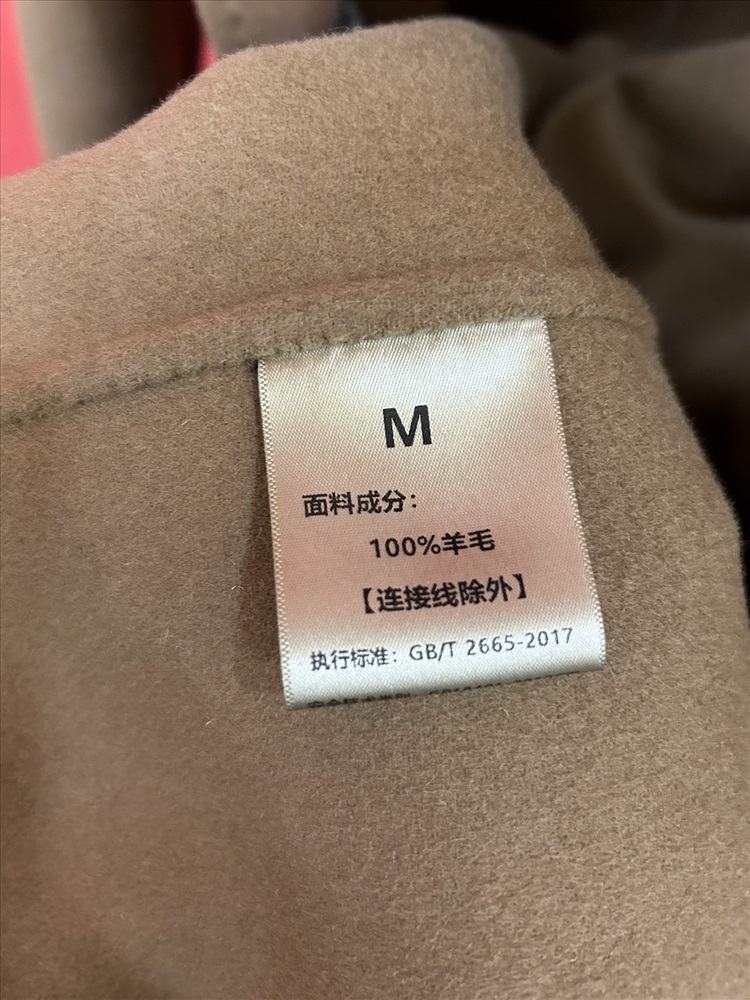 M
面料成分：
100%羊毛
【连接线除外】
执行标准：GB/T 2665-2017